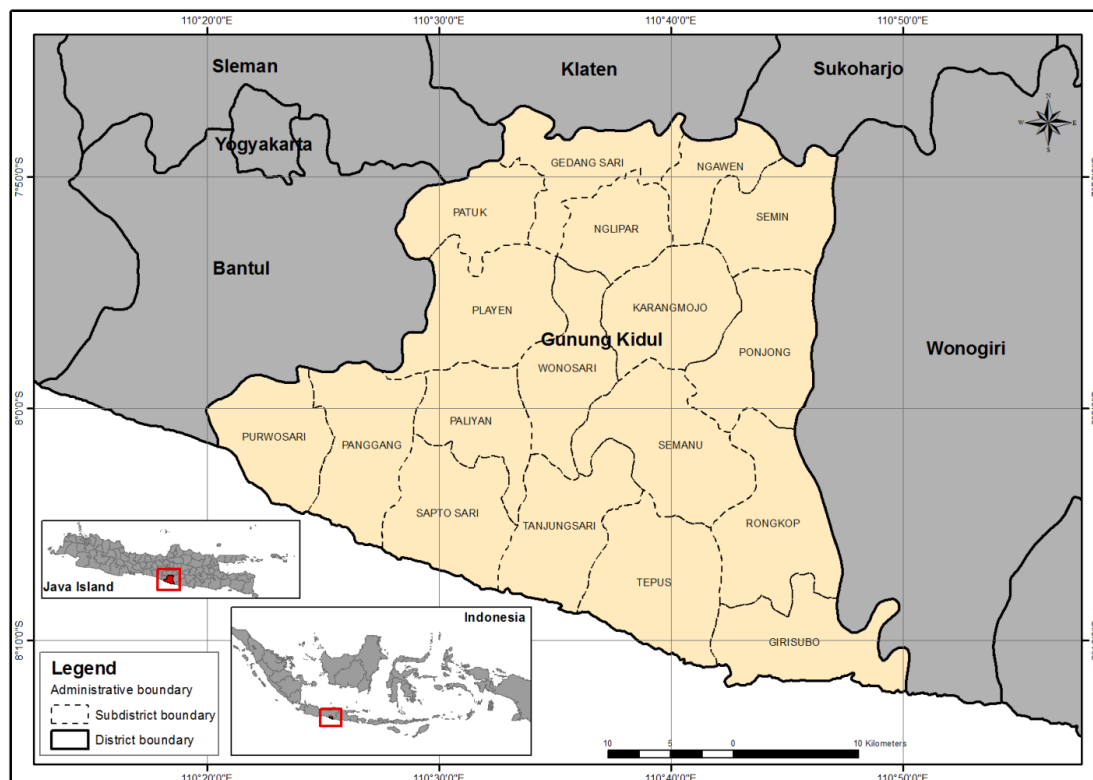 110°20'0"E 110°30'0"E 110°40'0"E 110°50'0"E
Sleman
Klaten
Sukoharjo
N
W E
S
Yogyakarta
7°50'0"S
GEDANG SARI
NGAWEN
PATUK
NGLIPAR
SEMIN
Bantul
PLAYEN
KARANGMOJO
Gunung Kidul
PONJONG
Wonogiri
WONOSARI
8°0'0"S
PURWOSARI
PANGGANG
PALIYAN
SEMANU
SAPTO SARI
TANJUNGSARI
RONGKOP
TEPUS
Java Island
GIRISUBO
8°10'0"S
Indonesia
Legend
Administrative boundary
Subdistrict boundary
District boundary
10 5 0 10 Kilometers
110°20'0"E 110°30'0"E 110°40'0"E 110°50'0"E